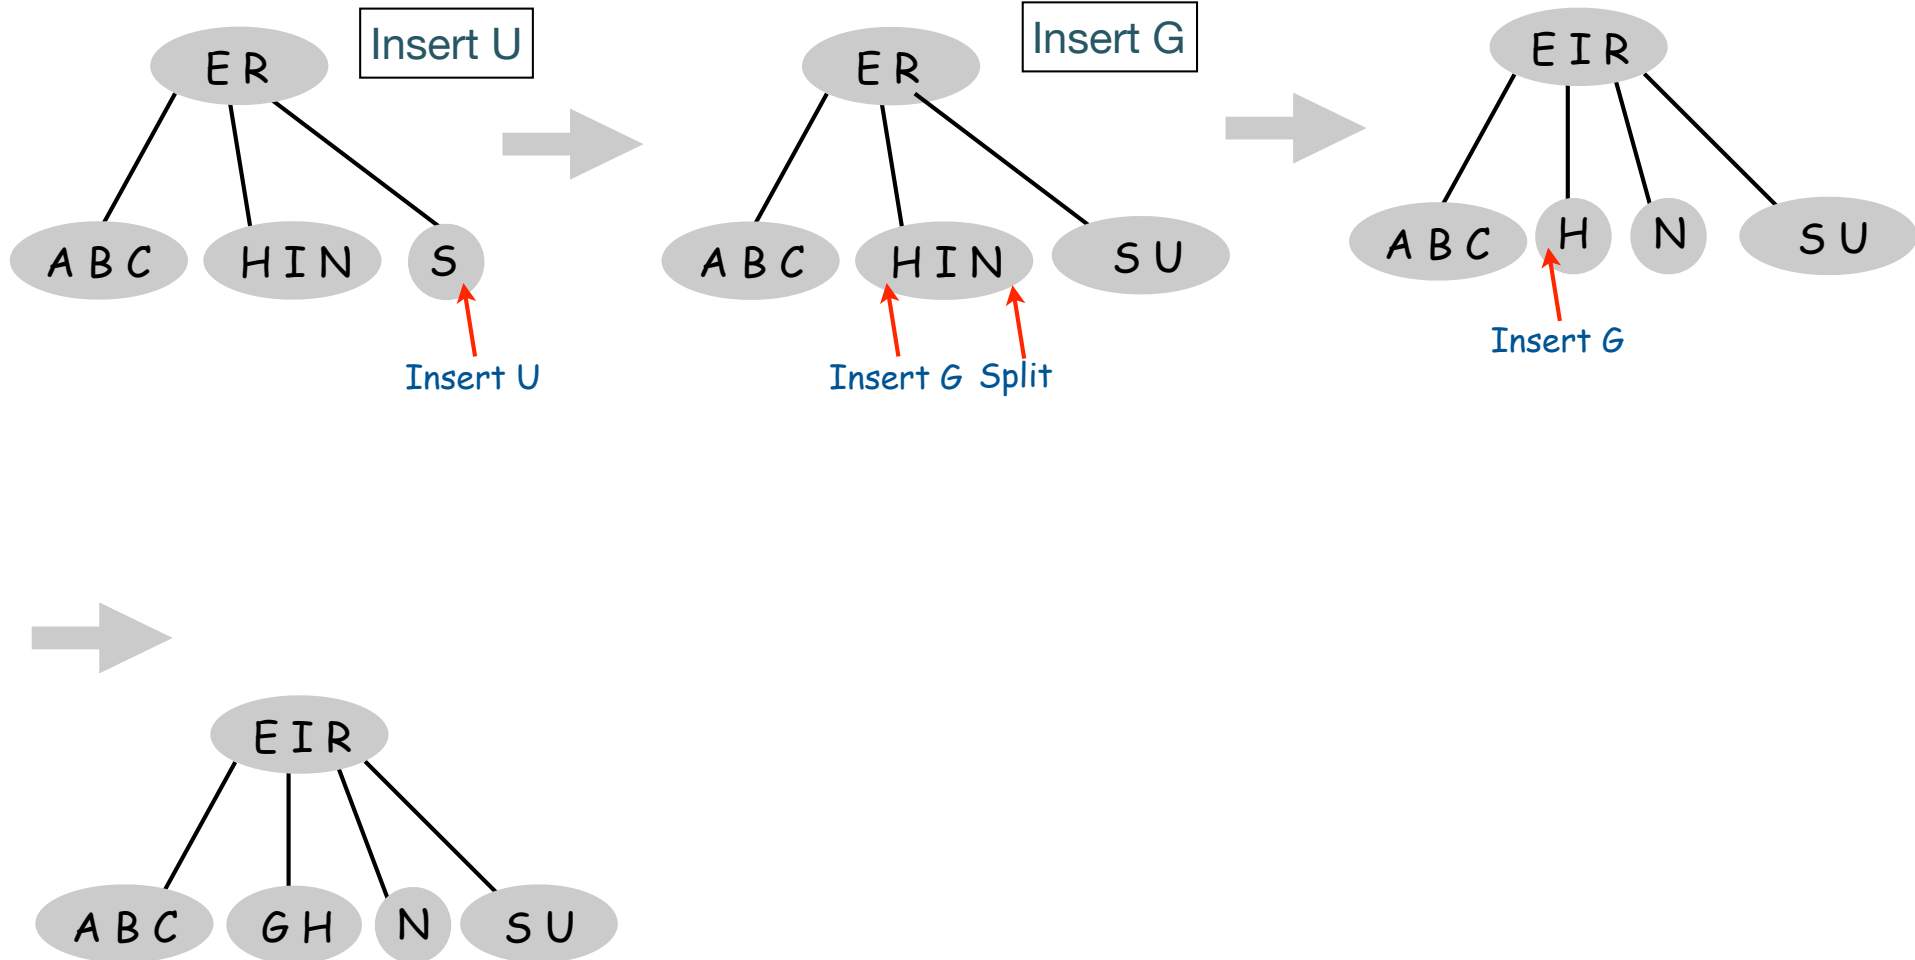 E R
Insert U
A B C
H I N
S
Insert U
E R
Insert G
A B C
H I N
S U
Insert G
Split
E I R
A B C
H
N
S U
Insert G
E I R
A B C
G H
N
S U